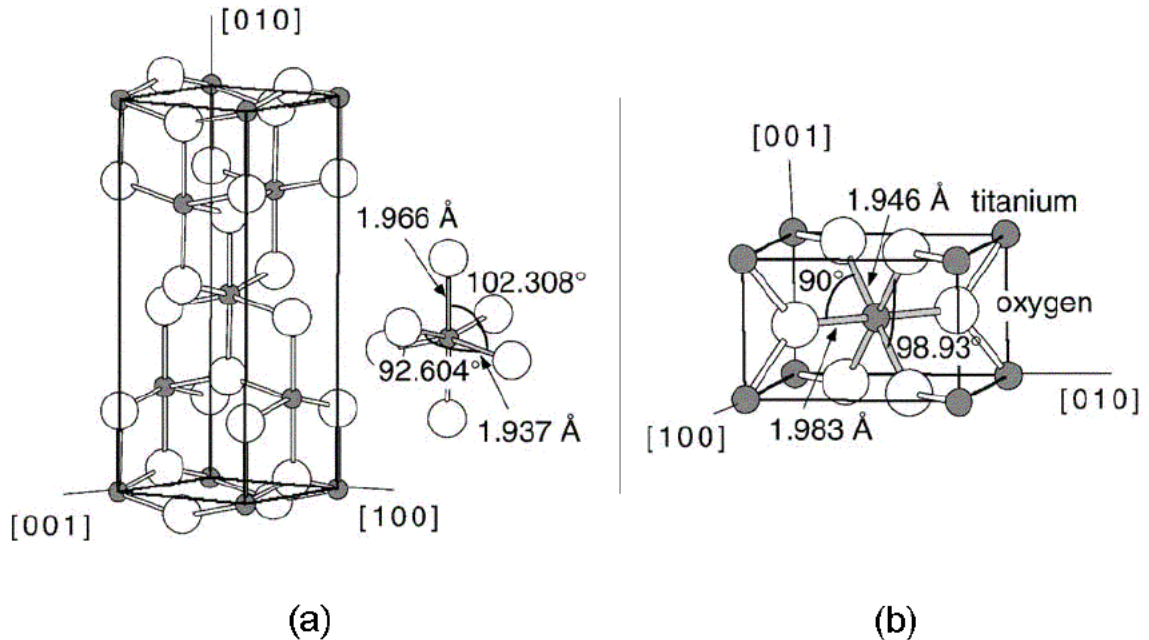 [010]
1.966 Å
102.308°
92.604°
1.937 Å
[001]
[100]
(a)
[001]
1.946 Å
titanium
90°
oxygen
98.93°
[010]
[100]
1.983 Å
(b)